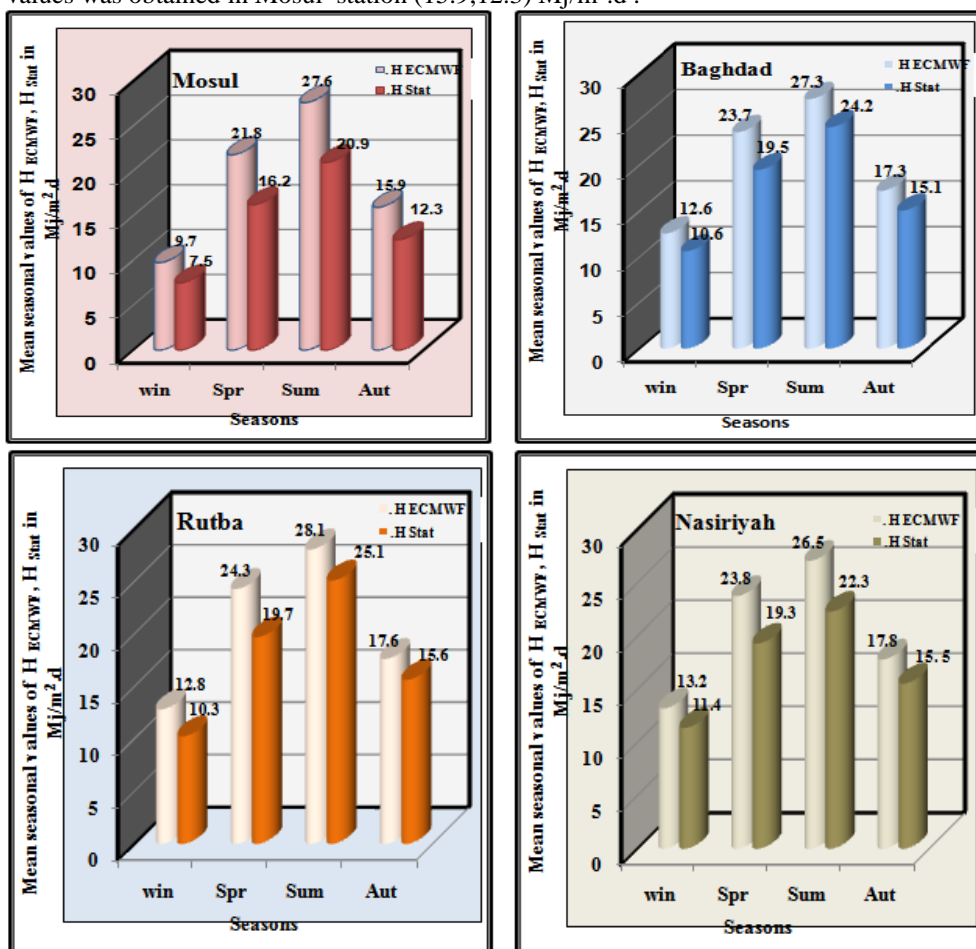 values was obtained in Mosul station (15.9,12.3) Mj/m².d .
Mosul
. H ECMWF
.H Stat
Mean seasonal values of H ECMWF, H Stat in
Mj/m².d
30
25
20
15
10
5
0
9.7
7.5
21.8
16.2
27.6
20.9
15.9
12.3
win Spr Sum Aut
Seasons
Baghdad
. H ECMWF
.H Stat
Mean seasonal values of H ECMWF, H Stat in
Mj/m².d
30
25
20
15
10
5
0
12.6
10.6
23.7
19.5
27.3
24.2
17.3
15.1
win Spr Sum Aut
Seasons
Rutba
. H ECMWF
.H Stat
Mean seasonal values of H ECMWF, H Stat in
Mj/m².d
30
25
20
15
10
5
0
12.8
10.3
24.3
19.7
28.1
25.1
17.6
15.6
win Spr Sum Aut
Seasons
Nasiriyah
. H ECMWF
.H Stat
Mean seasonal values of H ECMWF, H Stat in
Mj/m².d
30
25
20
15
10
5
0
13.2
11.4
23.8
19.3
26.5
22.3
17.8
15.5
win Spr Sum Aut
Seasons